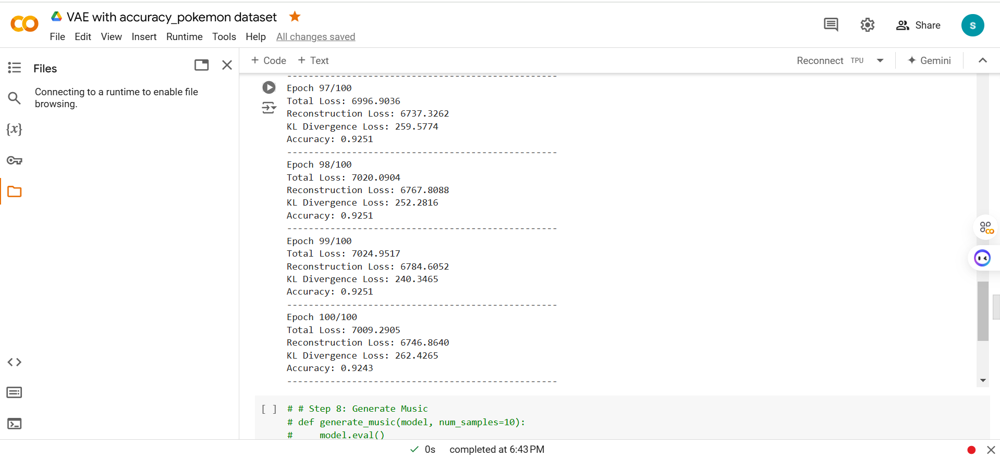 VAE with accuracy_pokemon dataset
File Edit View Insert Runtime Tools Help All changes saved
Share
S
Files
Connecting to a runtime to enable file
browsing.
{x}
+ Code + Text
Reconnect TPU
Gemini
--------------------------------------------------
Epoch 97/100
Total Loss: 6996.9036
Reconstruction Loss: 6737.3262
KL Divergence Loss: 259.5774
Accuracy: 0.9251
--------------------------------------------------
Epoch 98/100
Total Loss: 7020.0904
Reconstruction Loss: 6767.8088
KL Divergence Loss: 252.2816
Accuracy: 0.9251
--------------------------------------------------
Epoch 99/100
Total Loss: 7024.9517
Reconstruction Loss: 6784.6052
KL Divergence Loss: 240.3465
Accuracy: 0.9251
--------------------------------------------------
Epoch 100/100
Total Loss: 7009.2905
Reconstruction Loss: 6746.8640
KL Divergence Loss: 262.4265
Accuracy: 0.9243
--------------------------------------------------
[ ] # # Step 8: Generate Music
# def generate_music(model, num_samples=10):
#     model.eval()
0s completed at 6:43 PM